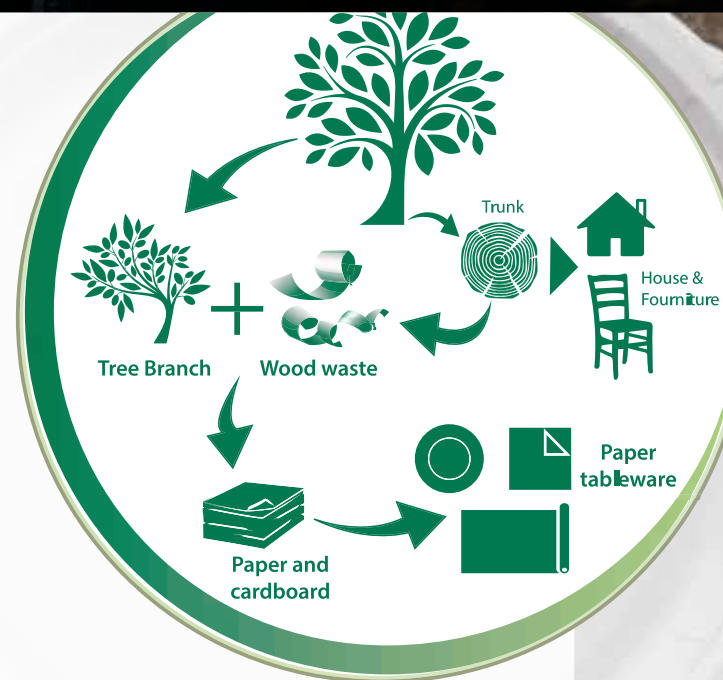 Trunk
House &
Fourniture
Tree Branch
Wood waste
Paper
tableware
Paper and
cardboard